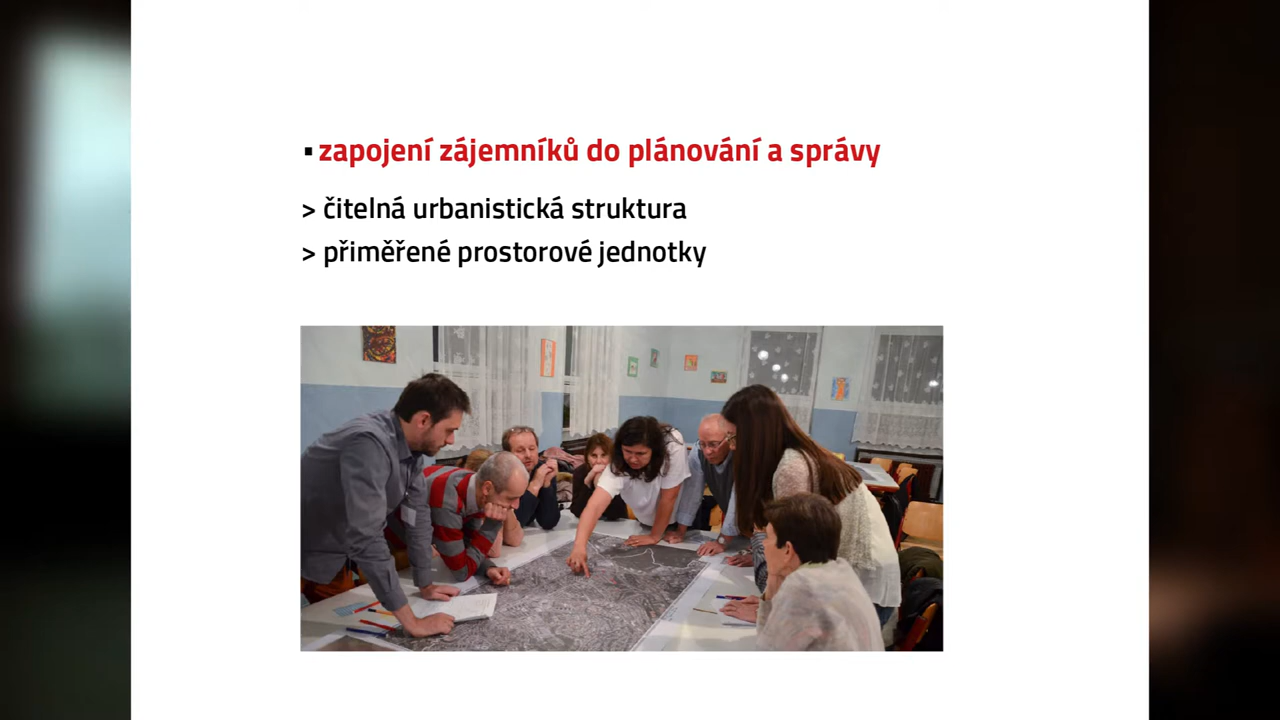 ▪ zapojení zájemníků do plánování a správy
> čitelná urbanistická struktura
> přiměřené prostorové jednotky